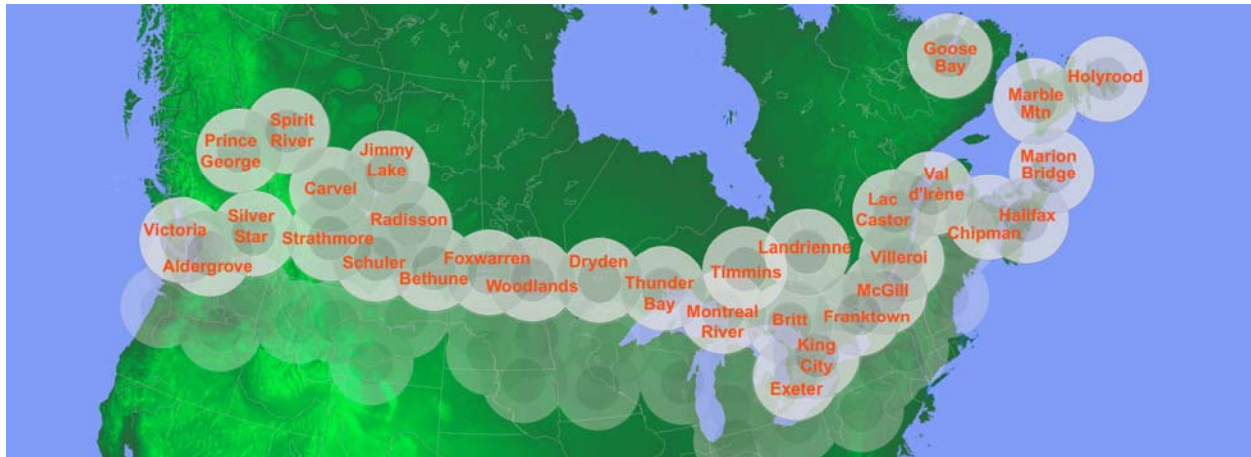 Goose
Bay
Holyrood
Marble
Mtn
Spirit
River
Prince
George
Jimmy
Lake
Marion
Bridge
Carvel
Val
d'Irène
Lac
Castor
Radisson
Silver
Star
Halifax
Victoria
Strathmore
Chipman
Landrienne
Aldergrove
Schuler
Foxwarren
Dryden
Villeroi
Bethune
Timmins
Woodlands
Thunder
Bay
McGill
Montreal
River
Britt
Franktown
King
City
Exeter